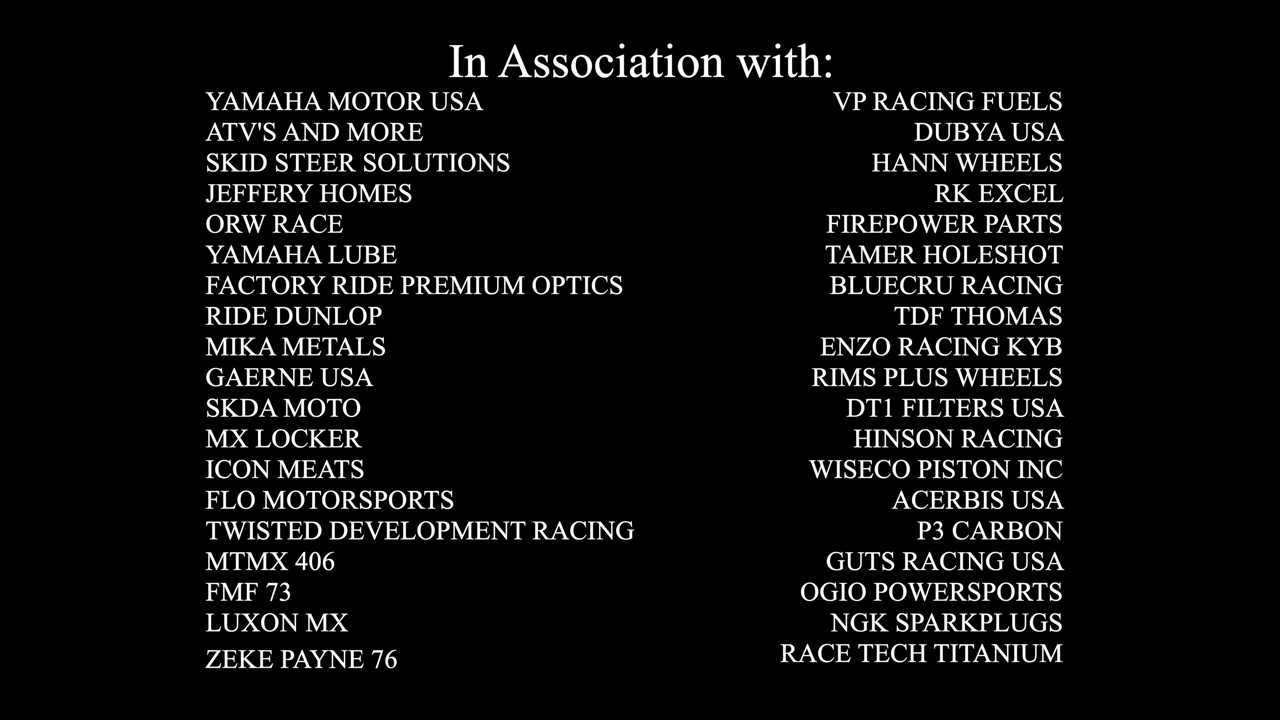 In Association with:
YAMAHA MOTOR USA
ATV'S AND MORE
SKID STEER SOLUTIONS
JEFFERY HOMES
ORW RACE
YAMAHA LUBE
FACTORY RIDE PREMIUM OPTICS
RIDE DUNLOP
MIKA METALS
GAERNE USA
SKDA MOTO
MX LOCKER
ICON MEATS
FLO MOTORSPORTS
TWISTED DEVELOPMENT RACING
MTMX 406
FMF 73
LUXON MX
ZEKE PAYNE 76
VP RACING FUELS
DUBYA USA
HANN WHEELS
RK EXCEL
FIREPOWER PARTS
TAMER HOLESHOT
BLUECRU RACING
TDF THOMAS
ENZO RACING KYB
RIMS PLUS WHEELS
DT1 FILTERS USA
HINSON RACING
WISECO PISTON INC
ACERBIS USA
P3 CARBON
GUTS RACING USA
OGIO POWERSPORTS
NGK SPARKPLUGS
RACE TECH TITANIUM